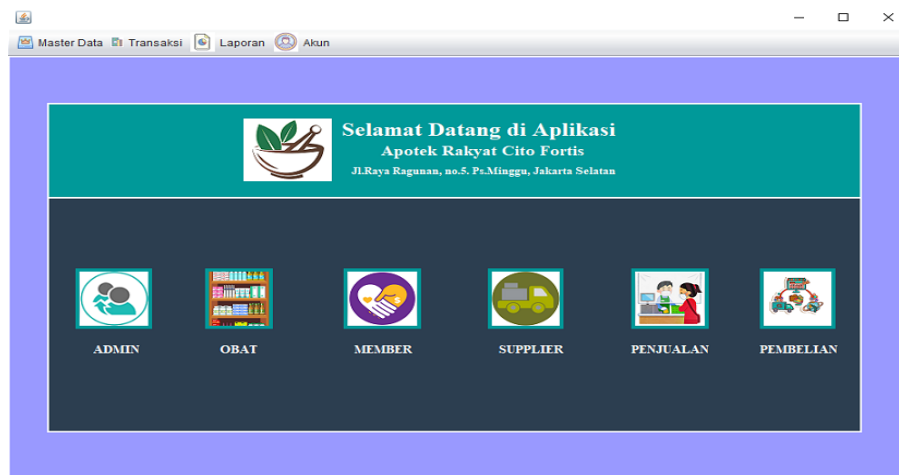 Master Data Transaksi Laporan Akun
Selamat Datang di Aplikasi
Apotek Rakyat Cito Fortis
Jl.Raya Ragunan, no.5. Ps.Minggu, Jakarta Selatan
ADMIN OBAT MEMBER SUPPLIER PENJUALAN PEMBELIAN